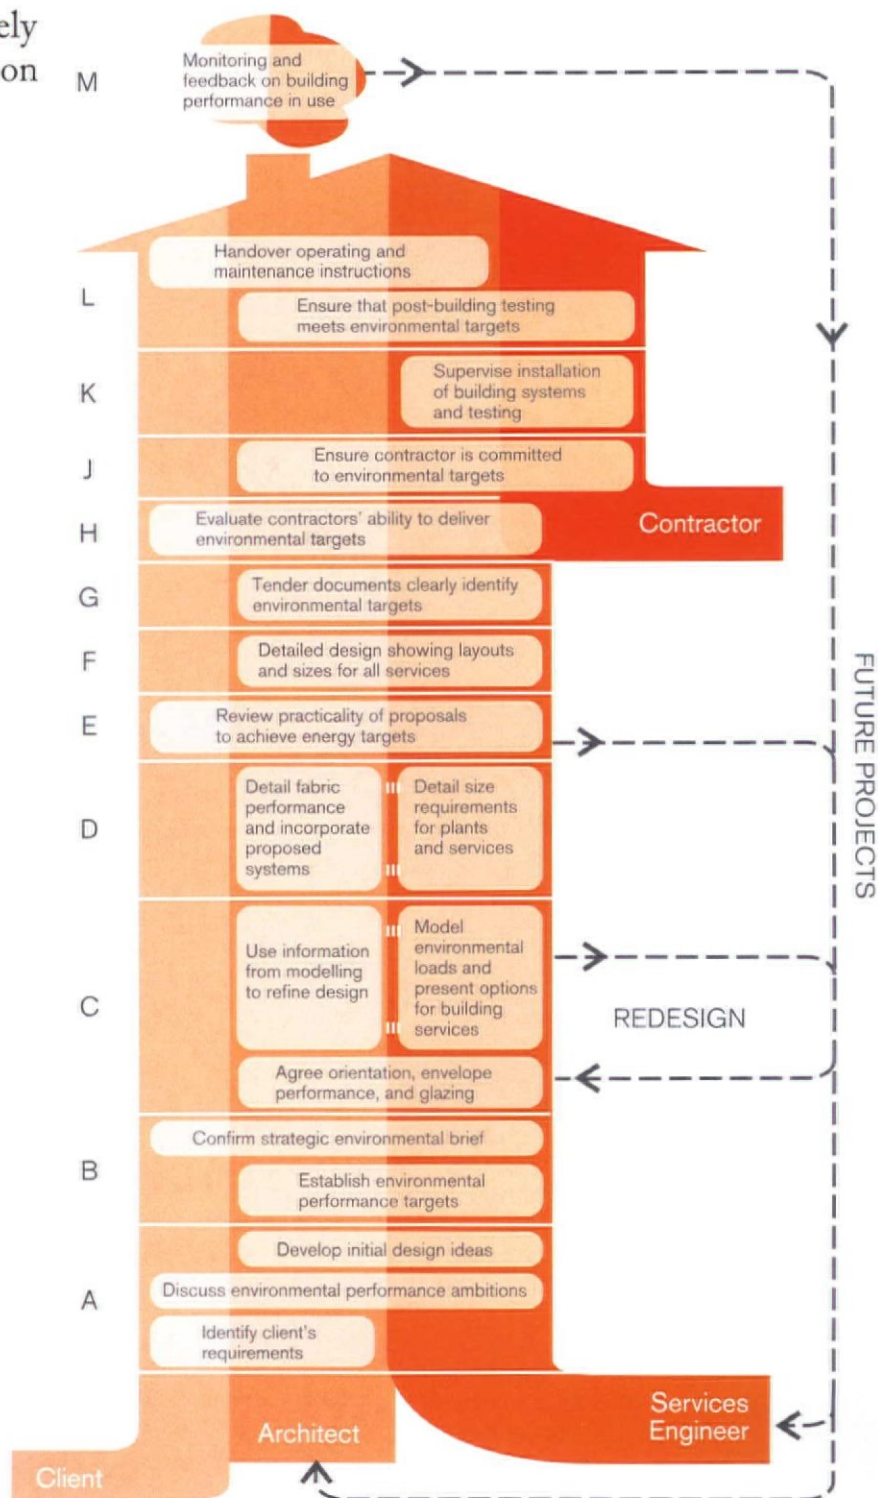 ely
on
M
Monitoring and
feedback on building
performance in use
L
Handover operating and
maintenance instructions
Ensure that post-building testing
meets environmental targets
K
Supervise installation
of building systems
and testing
J
Ensure contractor is committed
to environmental targets
H
Evaluate contractors' ability to deliver
environmental targets
Contractor
G
Tender documents clearly identify
environmental targets
F
Detailed design showing layouts
and sizes for all services
E
Review practicality of proposals
to achieve energy targets
FUTURE PROJECTS
D
Detail fabric
performance
and incorporate
proposed
systems
Detail size
requirements
for plants
and services
C
Use information
from modelling
to refine design
Model
environmental
loads and
present options
for building
services
REDESIGN
Agree orientation, envelope
performance, and glazing
B
Confirm strategic environmental brief
Establish environmental
performance targets
A
Develop initial design ideas
Discuss environmental performance ambitions
Identify client's
requirements
Services
Engineer
Architect
Client